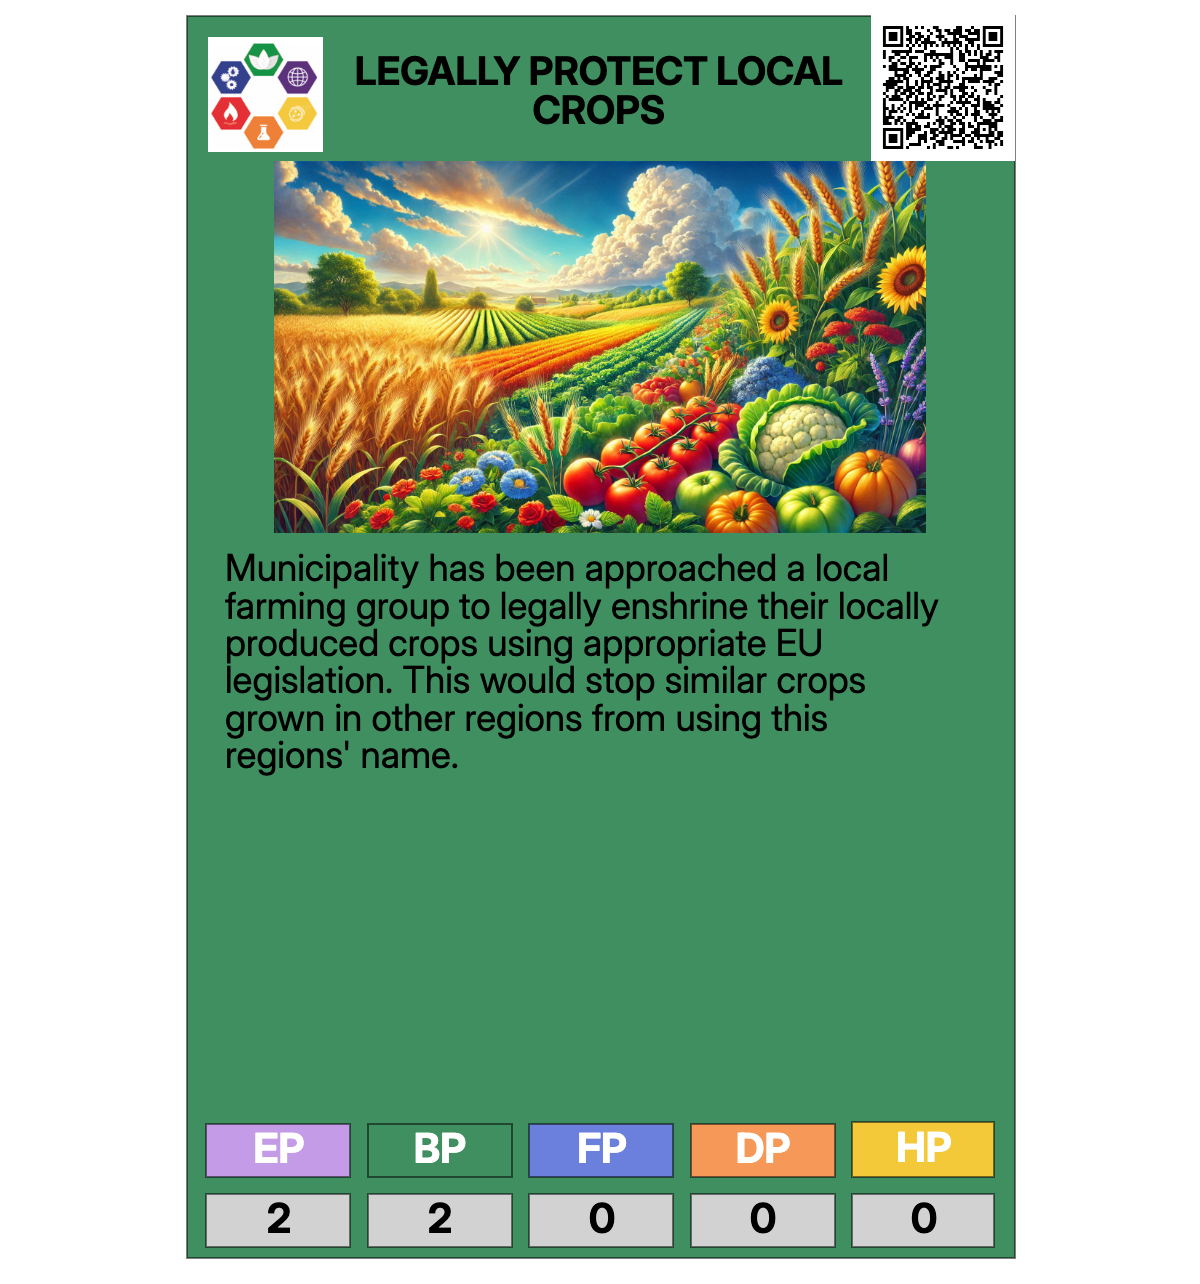 LEGALLY PROTECT LOCAL
CROPS
Municipality has been approached a local
farming group to legally enshrine their locally
produced crops using appropriate EU
legislation. This would stop similar crops
grown in other regions from using this
regions' name.
EP BP FP DP HP
2 2 0 0 0